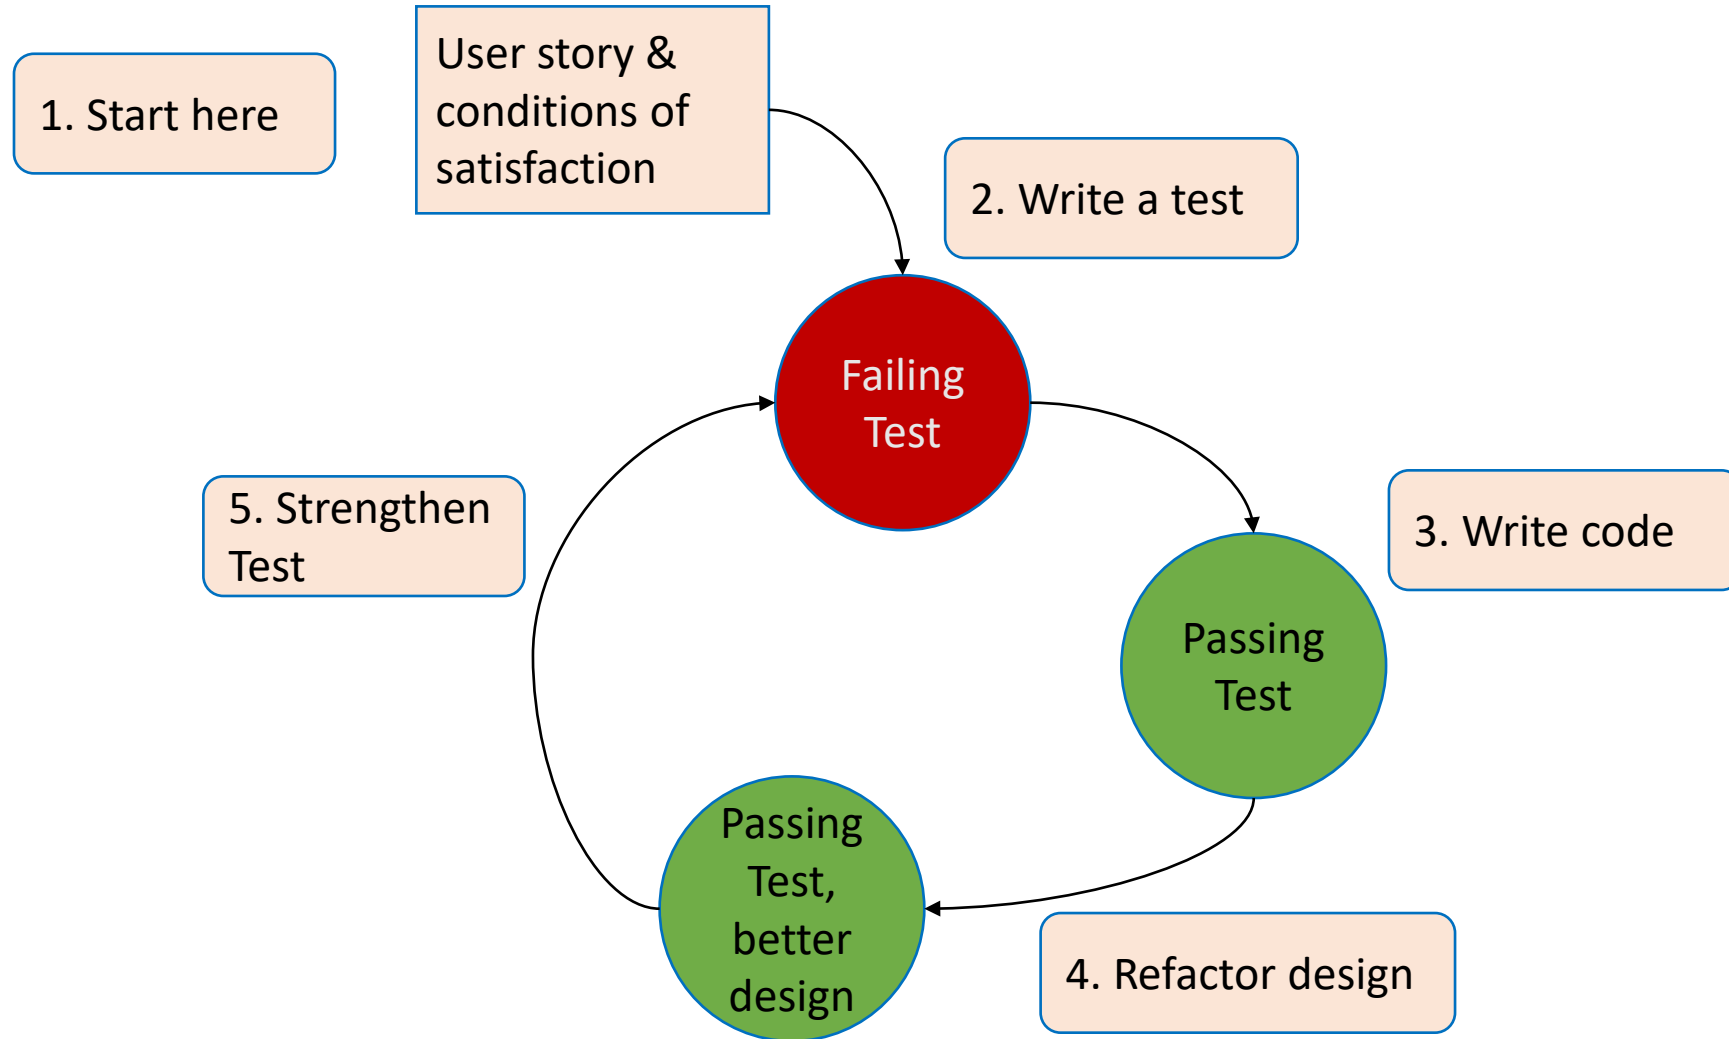 1. Start here
User story &
conditions of
satisfaction
2. Write a test
Failing
Test
5. Strengthen
Test
3. Write code
Passing
Test
Passing
Test,
better
design
4. Refactor design